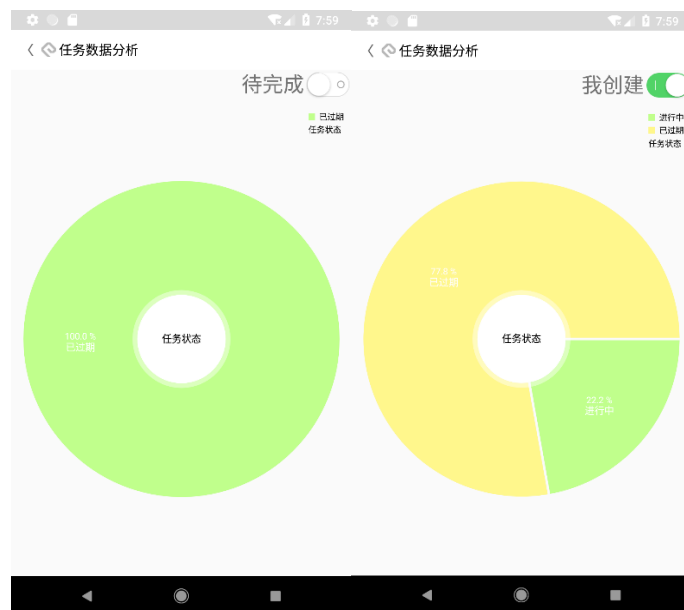 7:59
任务数据分析
待完成
已过期
任务状态
100.0 %
已过期
任务状态
7:59
任务数据分析
我创建
进行中
已过期
任务状态
77.8 %
已过期
任务状态
22.2 %
进行中